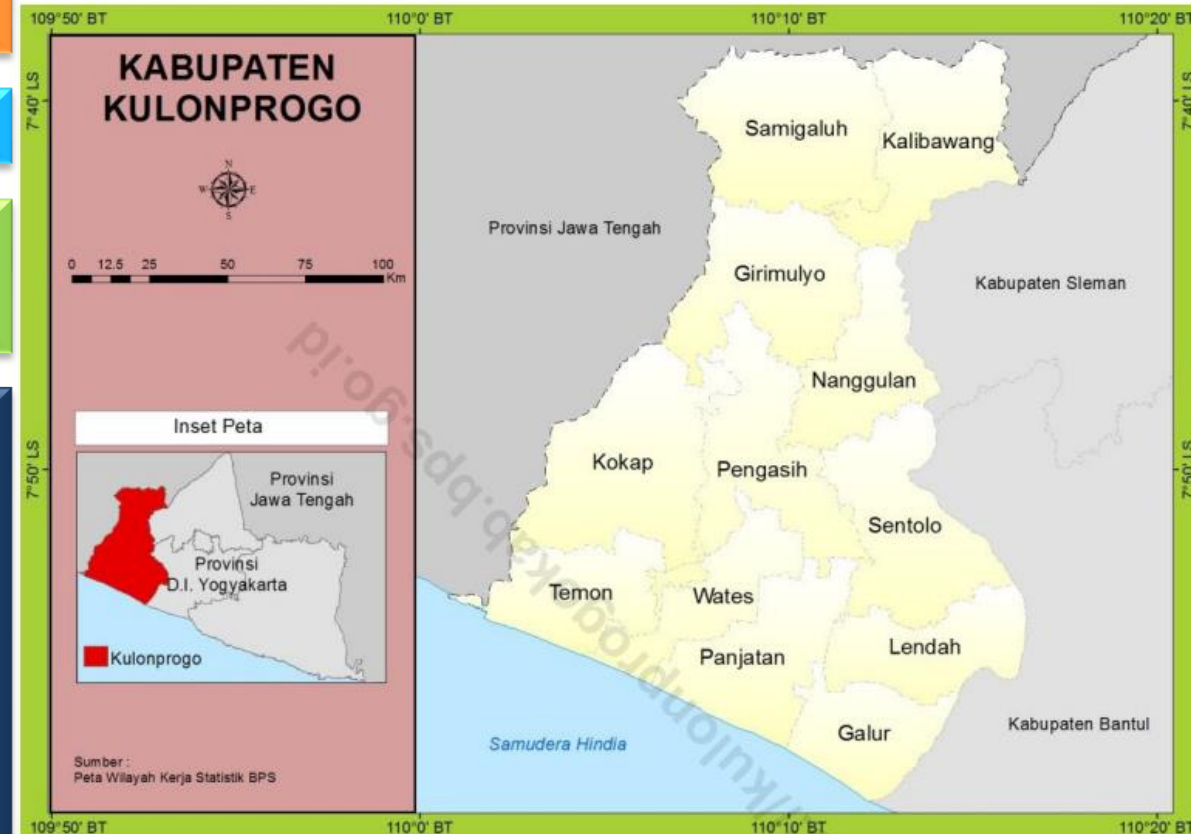 109°50' BT
110°0' BT
110°10' BT
110°20' BT
KABUPATEN
KULONPROGO
N
W
E
S
0 12.5 25 50 75 100
Km
Inset Peta
Provinsi
Jawa Tengah
Provinsi
D.I. Yogyakarta
Kulonprogo
Sumber :
Peta Wilayah Kerja Statistik BPS
7°40' LS
7°50' LS
Samigaluh
Kalibawang
Provinsi Jawa Tengah
Girimulyo
Kabupaten Sleman
Nanggulan
Kokap
Pengasih
Sentolo
Temon
Wates
Panjatan
Lendah
Galur
Kabupaten Bantul
Samudera Hindia
7°40' LS
7°50' LS
//kulonprogokab.bps.go.id
109°50' BT
110°0' BT
110°10' BT
110°20' BT